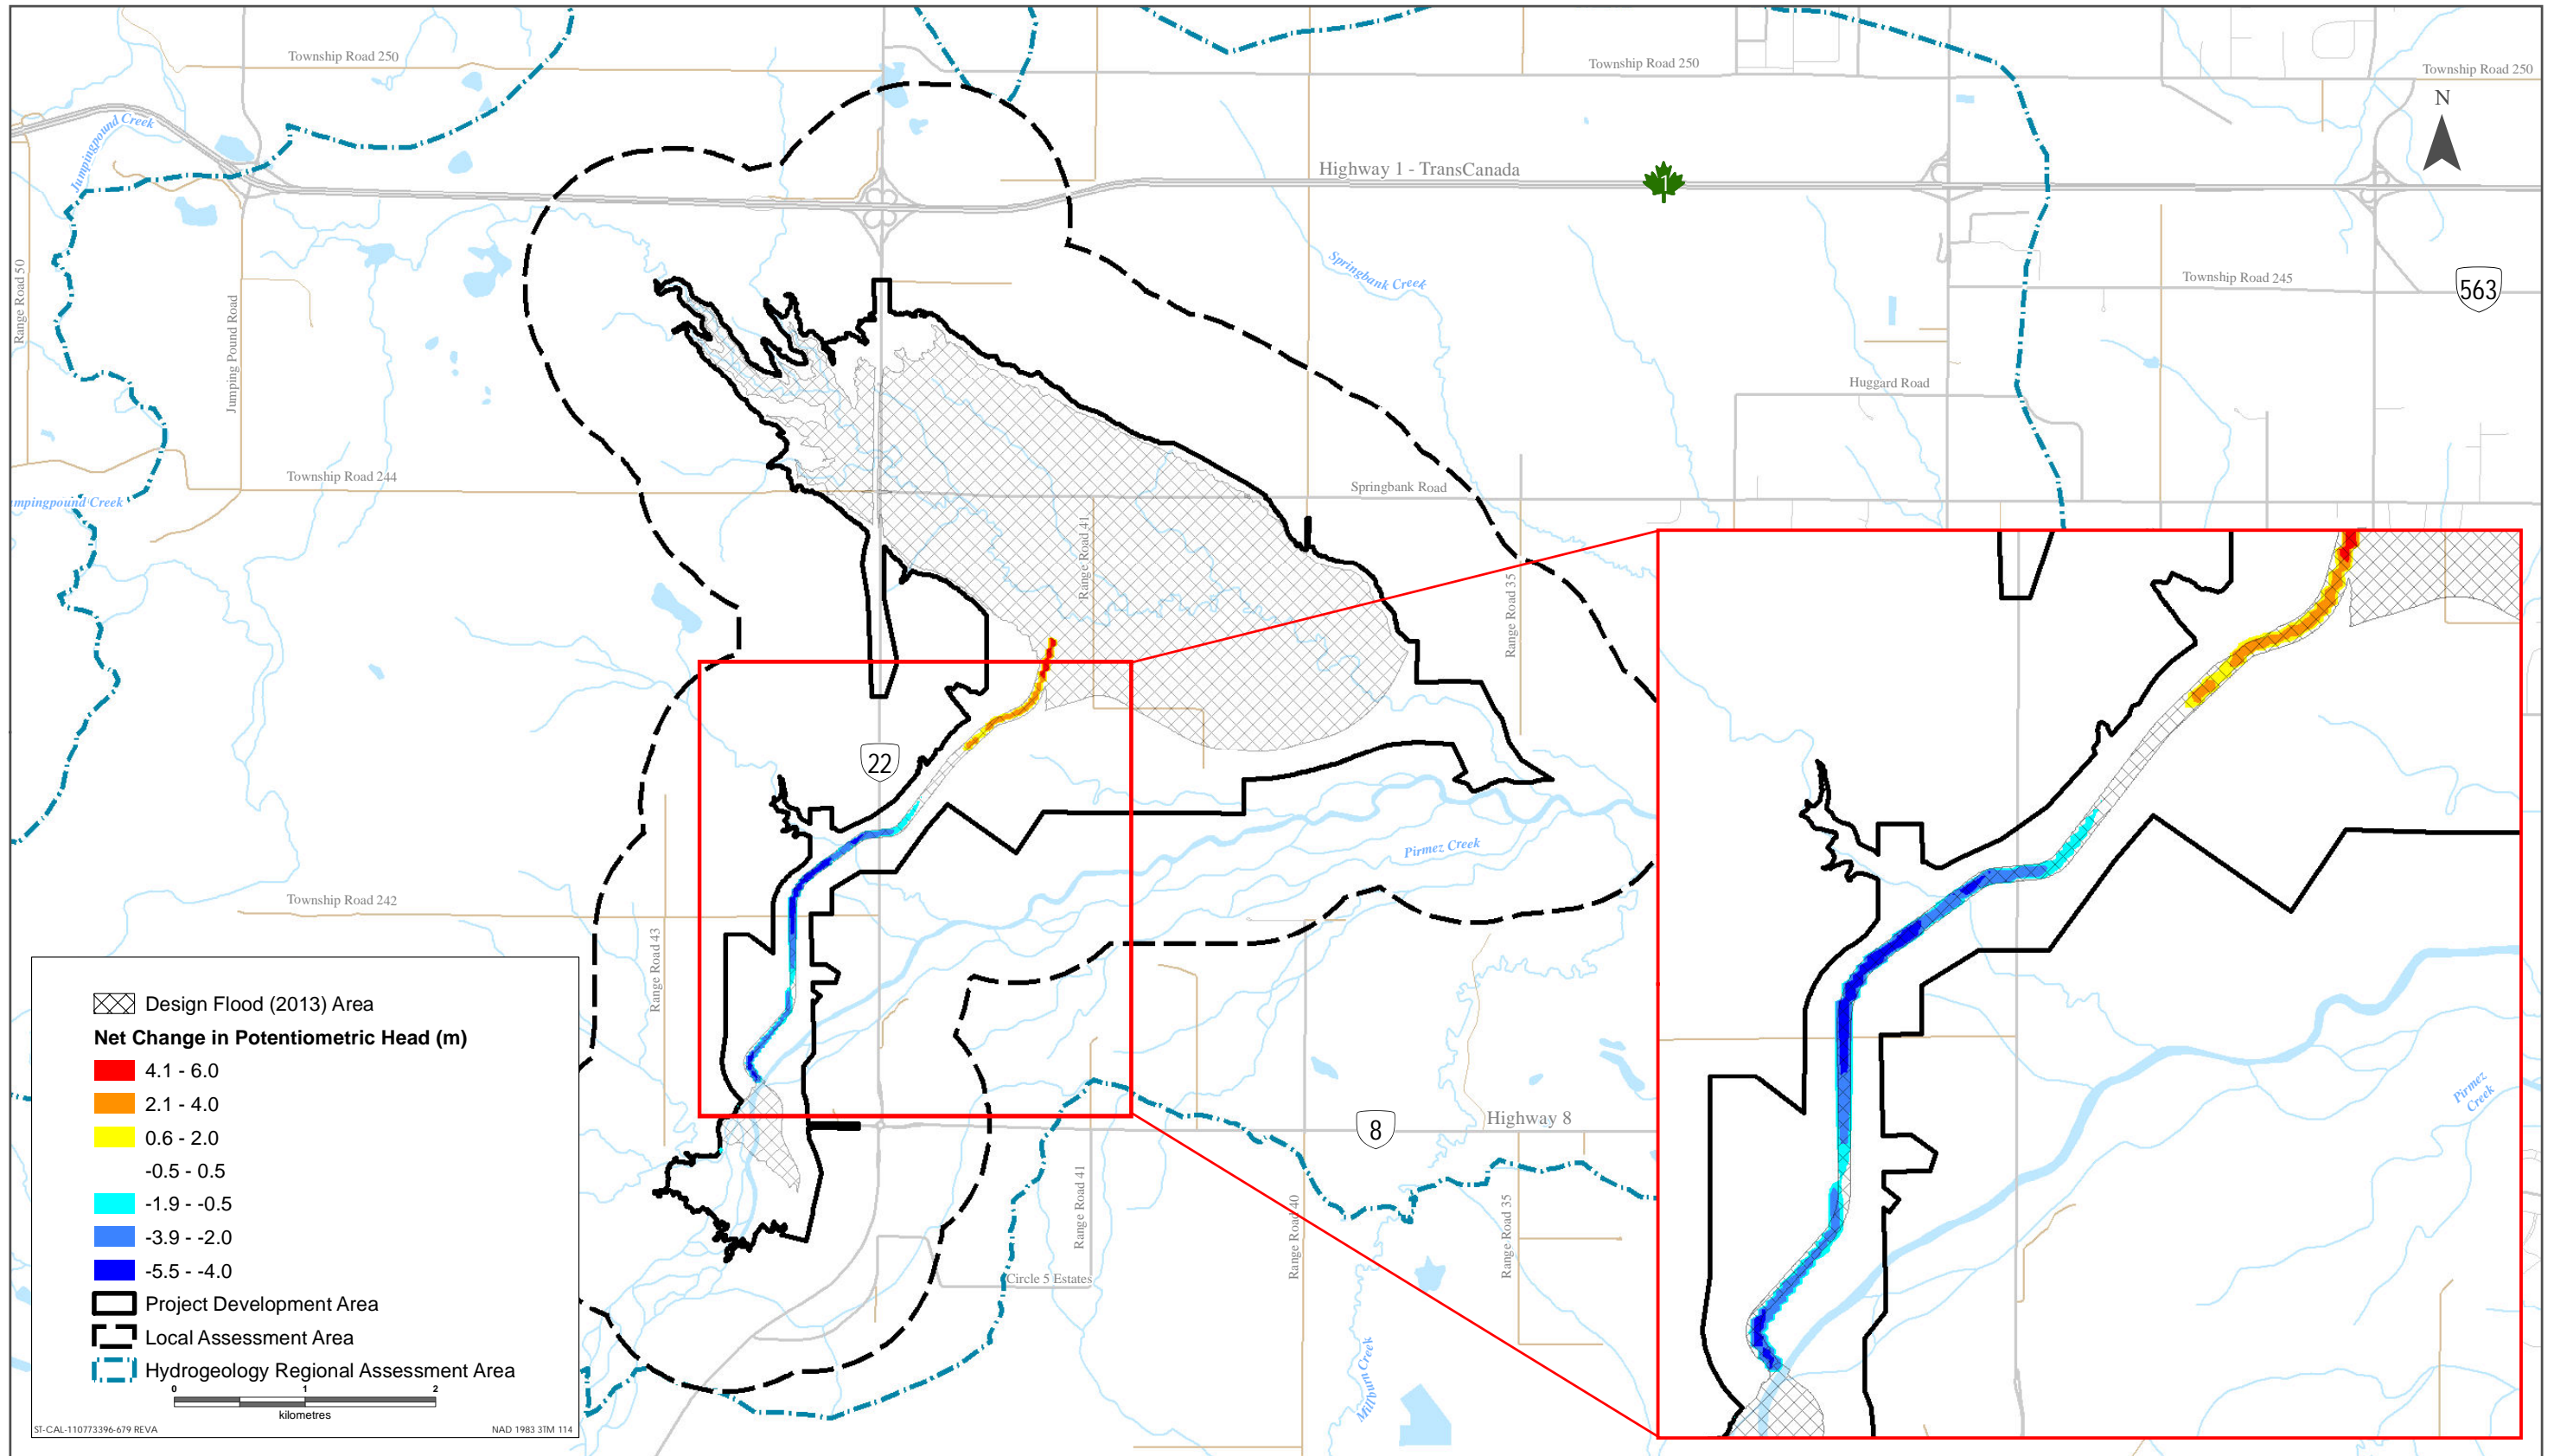 Township Road 250
Township Road 250
Township Road 250
N
Jumpingpound Creek
Highway 1 - TransCanada
1
Range Road 50
Jumping Pound Road
Springbank Creek
Township Road 245
563
Huggard Road
Township Road 244
Springbank Road
mpingpound Creek
Range Road 41
Range Road 35
22
Pirmez Creek
Township Road 242
Range Road 43
Pirmez
Creek
8
Highway 8
Range Road 41
Range Road 40
Range Road 35
Circle 5 Estates
Millburn Creek
Design Flood (2013) Area
Net Change in Potentiometric Head (m)
4.1 - 6.0
2.1 - 4.0
0.6 - 2.0
-0.5 - 0.5
-1.9 - -0.5
-3.9 - -2.0
-5.5 - -4.0
Project Development Area
Local Assessment Area
Hydrogeology Regional Assessment Area
0 1 2
kilometres
ST-CAL-110773396-679 REVA NAD 1983 3TM 114